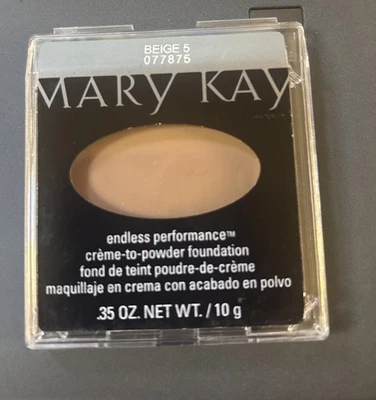 BEIGE 5
077875
MARY KAY
endless performance™
crème-to-powder foundation
fond de teint poudre-de-crème
maquillaje en crema con acabado en polvo
.35 OZ. NET WT. / 10 g